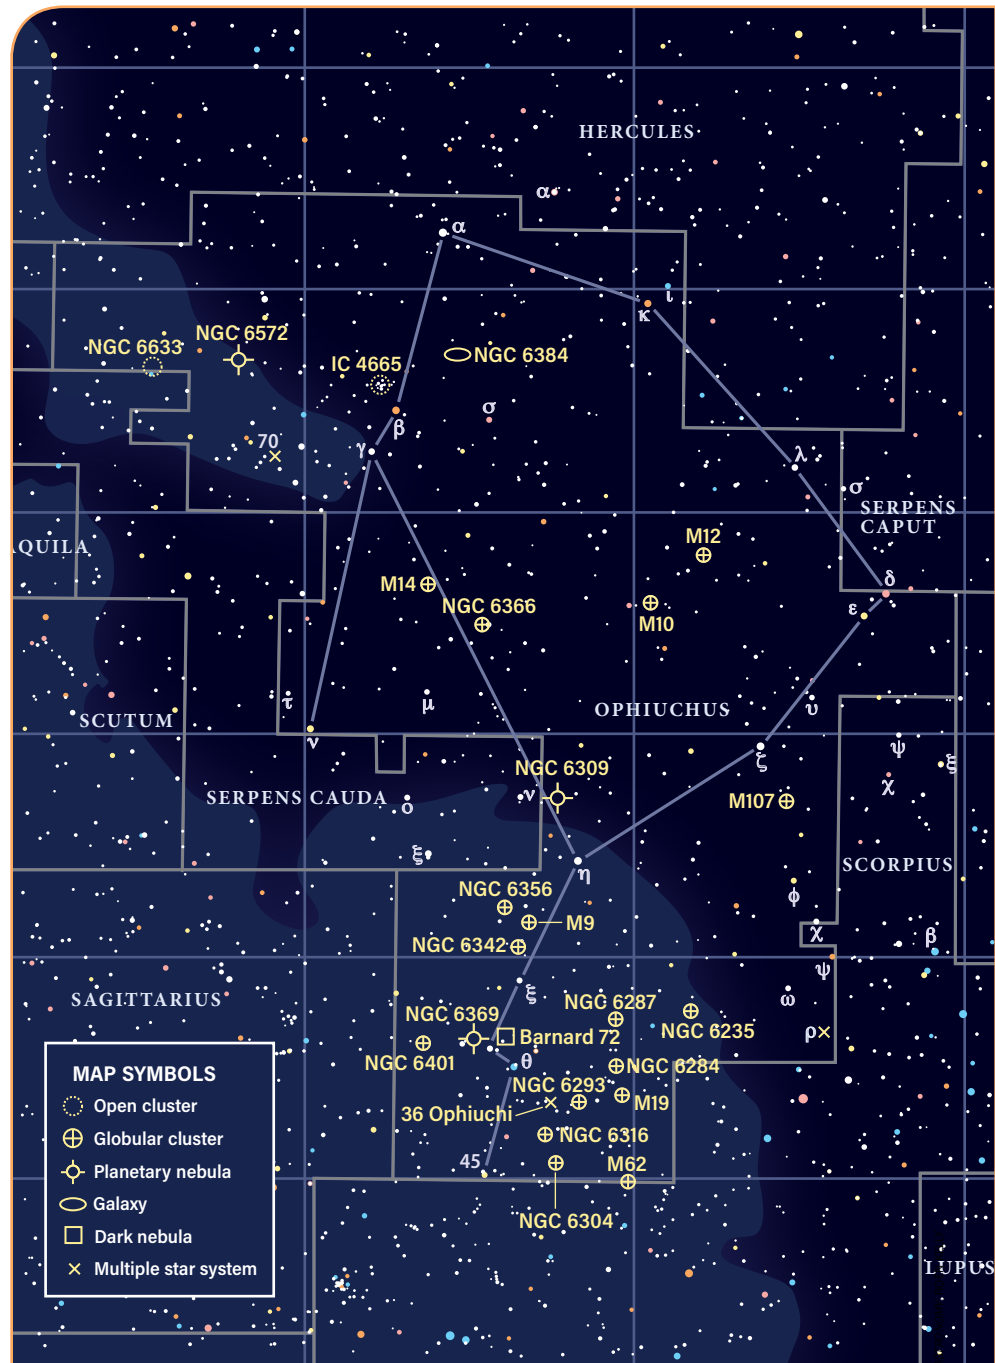 HERCULES
α
α
ι
κ
NGC 6572
NGC 6633
IC 4665
NGC 6384
σ
β
70
γ
λ
σ
SERPENS
CAPUT
M12
AQUILA
δ
M14
NGC 6366
ε
M10
τ
μ
υ
OPHIUCHUS
SCUTUM
ν
ψ
ζ
ξ
NGC 6309
χ
SERPENS CAUDA
ο
ν
M107
ξ
SCORPIUS
η
NGC 6356
φ
M9
χ
β
NGC 6342
ψ
ξ
ω
SAGITTARIUS
NGC 6287
NGC 6369
NGC 6235
ρ
Barnard 72
NGC 6401
θ
NGC 6284
NGC 6293
M19
36 Ophiuchi
NGC 6316
45
M62
NGC 6304
LUPUS
MAP SYMBOLS
Open cluster
Globular cluster
Planetary nebula
Galaxy
Dark nebula
Multiple star system